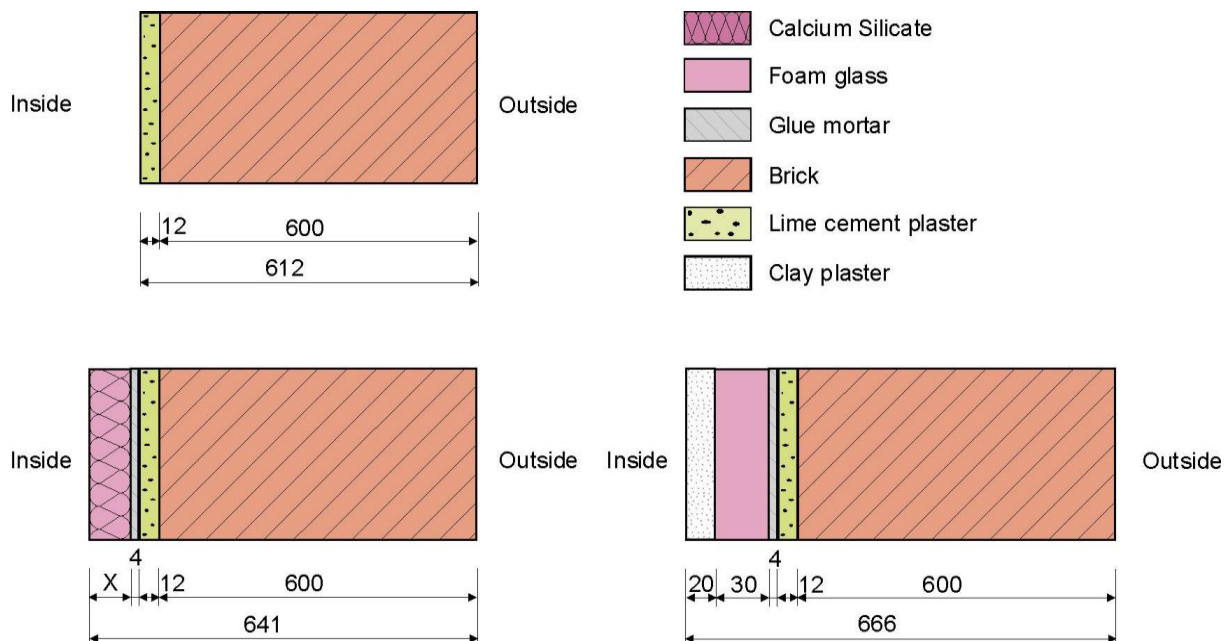 Inside
Outside
12
600
612
Calcium Silicate
Foam glass
Glue mortar
Brick
Lime cement plaster
Clay plaster
Inside
Outside
4
X
12
600
641
Inside
Outside
4
20
30
12
600
666